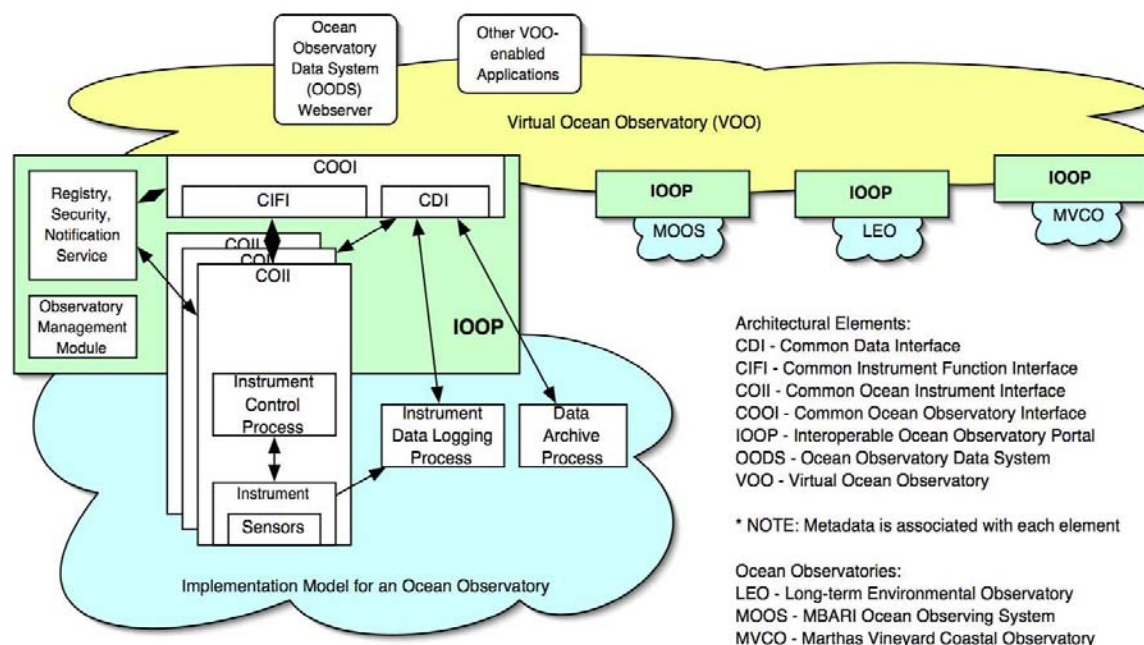 Ocean
Observatory
Data System
(OODS)
Webserver
Other VOO-
enabled
Applications
Virtual Ocean Observatory (VOO)
COOI
CIFI
CDI
Registry,
Security,
Notification
Service
Observatory
Management
Module
COII
COII
COII
IOOP
Instrument
Control
Process
Instrument
Sensors
Instrument
Data Logging
Process
Data
Archive
Process
Implementation Model for an Ocean Observatory
IOOP
MOOS
IOOP
LEO
IOOP
MVCO
Architectural Elements:
CDI - Common Data Interface
CIFI - Common Instrument Function Interface
COII - Common Ocean Instrument Interface
COOI - Common Ocean Observatory Interface
IOOP - Interoperable Ocean Observatory Portal
OODS - Ocean Observatory Data System
VOO - Virtual Ocean Observatory
* NOTE: Metadata is associated with each element
Ocean Observatories:
LEO - Long-term Environmental Observatory
MOOS - MBARI Ocean Observing System
MVCO - Marthas Vineyard Coastal Observatory